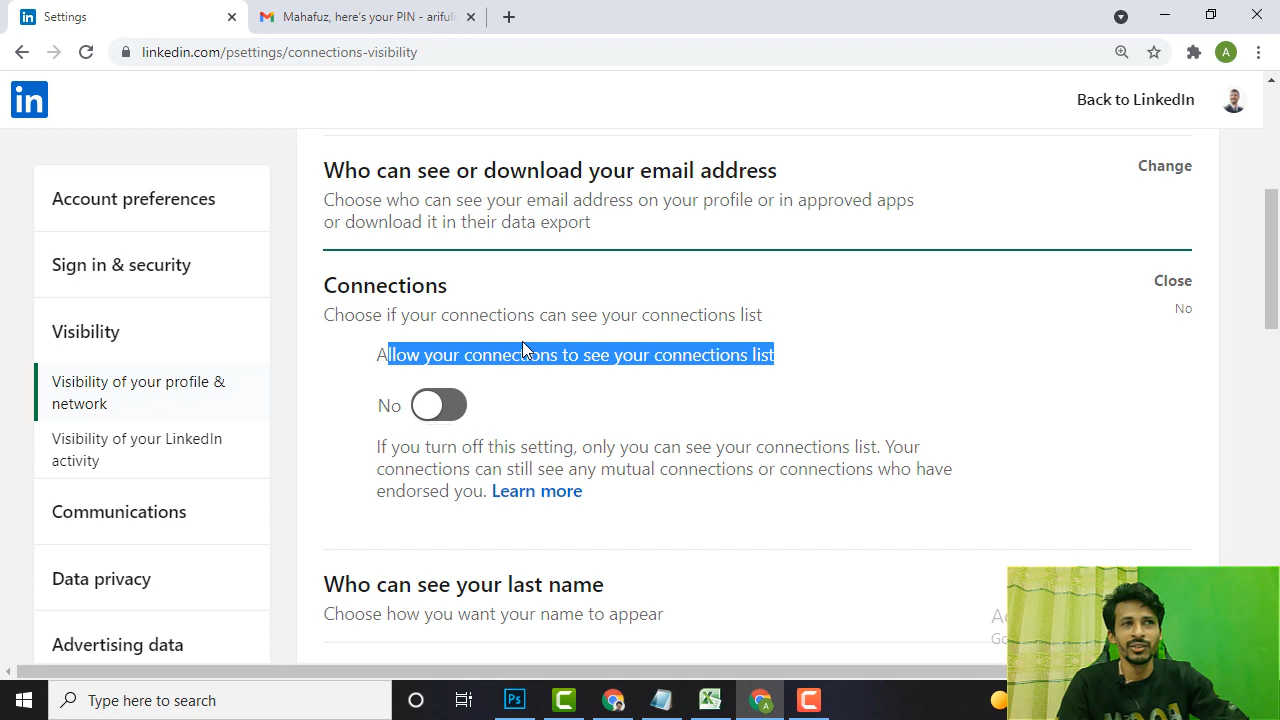 Settings
Mahafuz, here's your PIN - arifuli
linkedin.com/psettings/connections-visibility
A
in
Back to LinkedIn
Account preferences
Sign in & security
Visibility
Visibility of your profile &
network
Visibility of your LinkedIn
activity
Communications
Data privacy
Advertising data
Who can see or download your email address
Change
Choose who can see your email address on your profile or in approved apps
or download it in their data export
Connections
Close
Choose if your connections can see your connections list
No
Allow your connections to see your connections list
No
If you turn off this setting, only you can see your connections list. Your
connections can still see any mutual connections or connections who have
endorsed you. Learn more
Who can see your last name
Choose how you want your name to appear
Type here to search